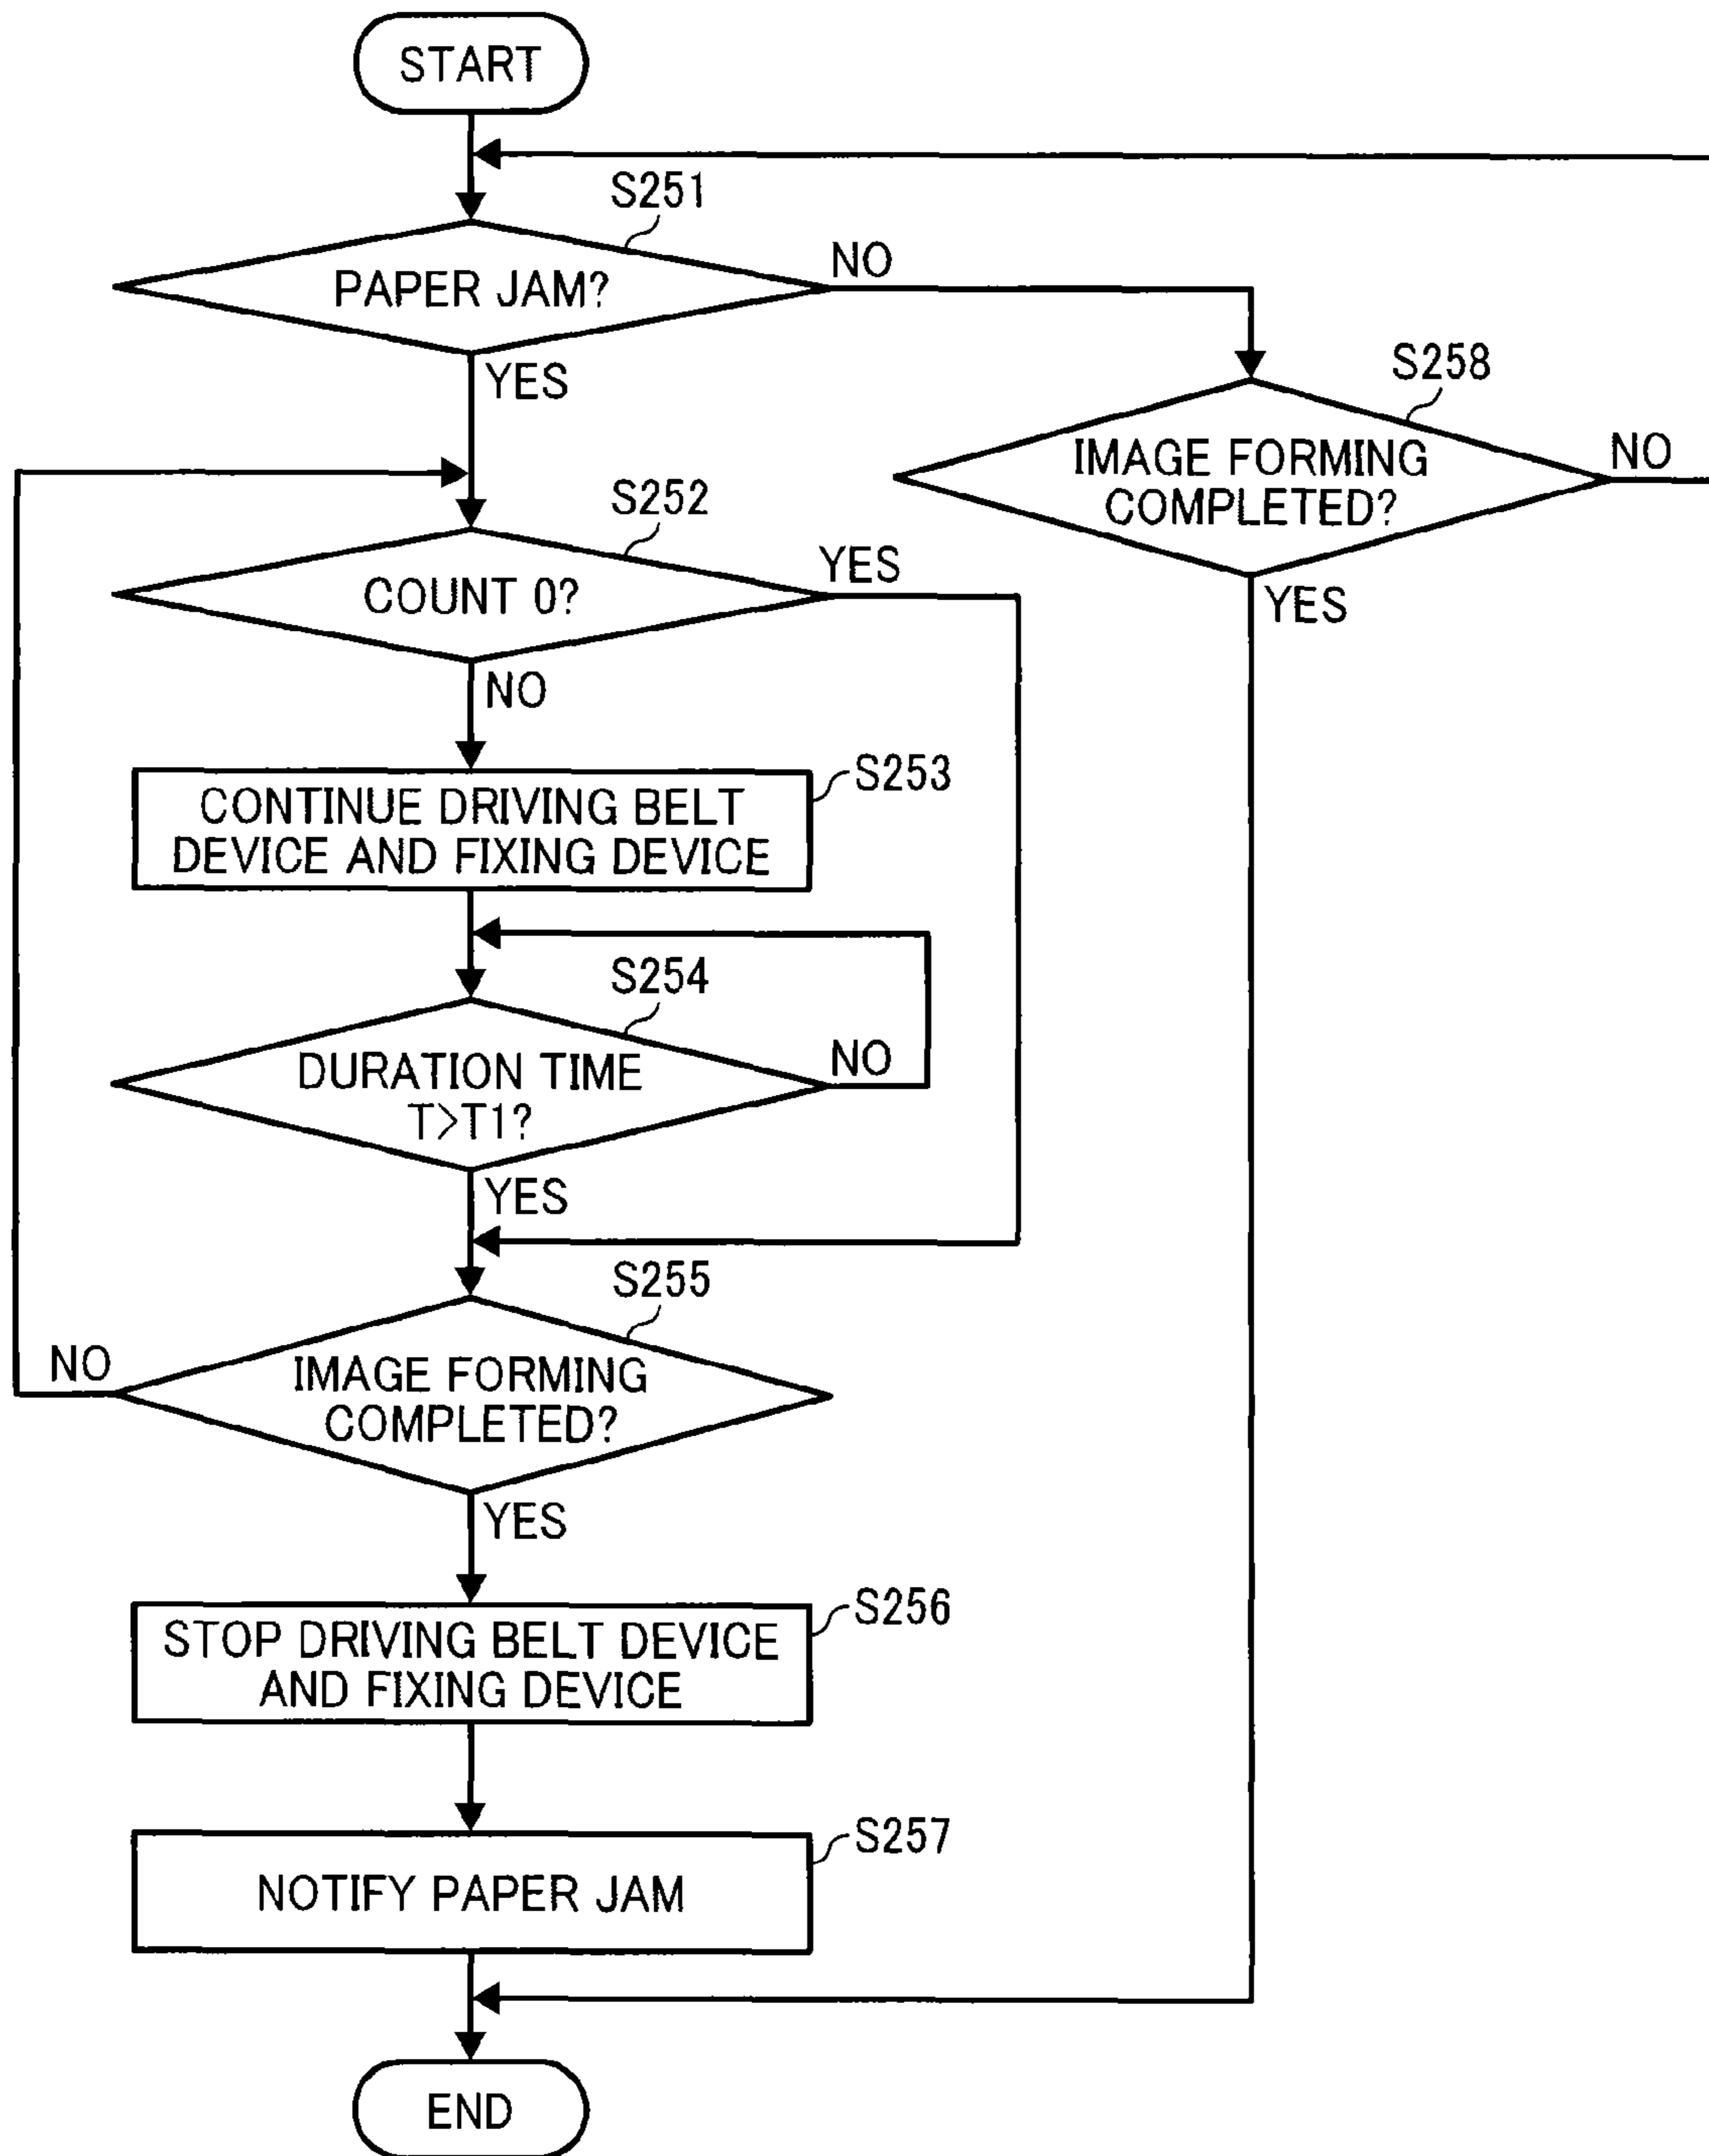 START
S251
PAPER JAM?
NO
YES
S258
IMAGE FORMING
COMPLETED?
NO
YES
S252
COUNT 0?
YES
NO
S253
CONTINUE DRIVING BELT
DEVICE AND FIXING DEVICE
S254
DURATION TIME
T>T1?
NO
YES
S255
IMAGE FORMING
COMPLETED?
NO
YES
S256
STOP DRIVING BELT DEVICE
AND FIXING DEVICE
S257
NOTIFY PAPER JAM
END